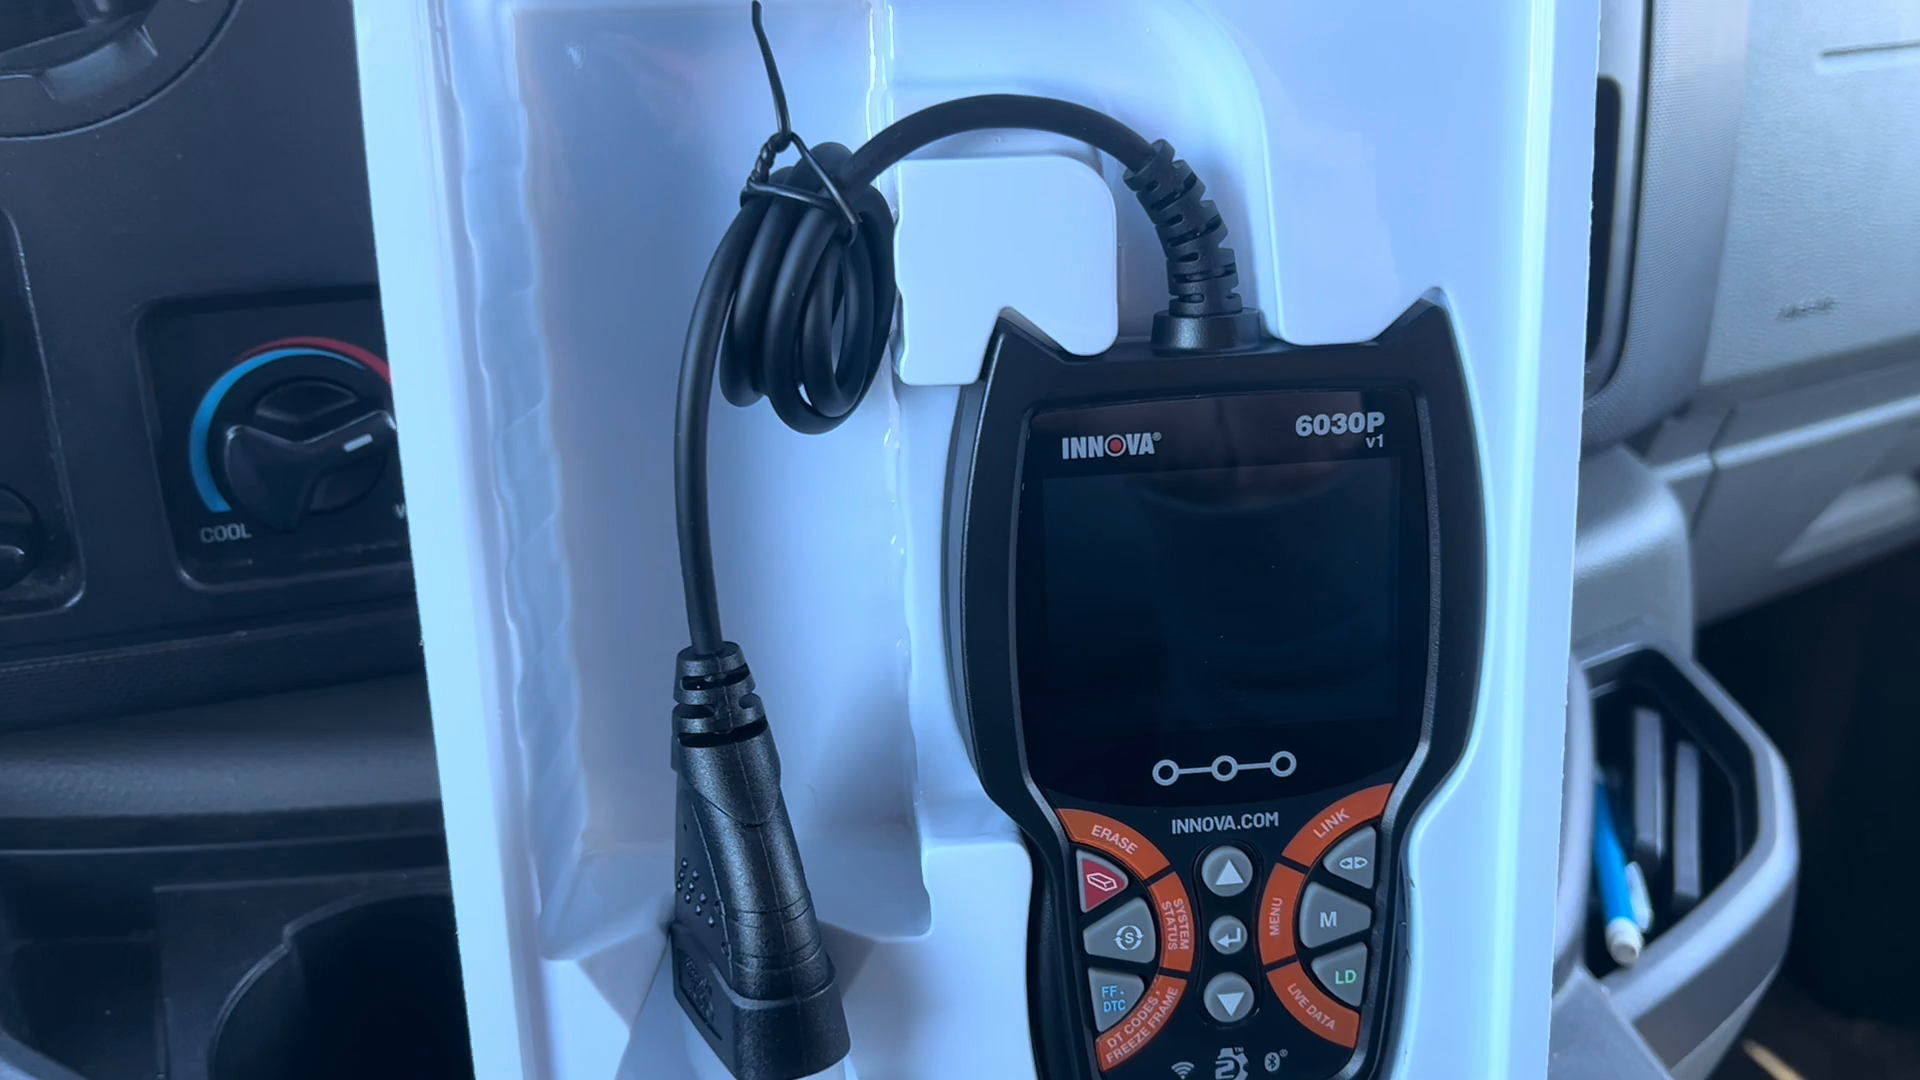 INNOVA®
6030P
v1
COOL
INNOVA.COM
ERASE
LINK
SYSTEM
STATUS
S
MENU
M
FF•
DTC
LD
DT CODES•
FREEZE FRAME
LIVE DATA
2™